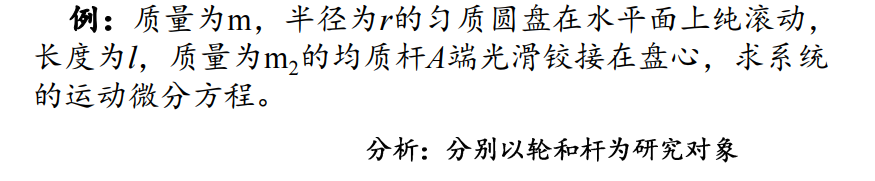 例：质量为m，半径为r的匀质圆盘在水平面上纯滚动，
长度为l，质量为m₂的均质杆A端光滑铰接在盘心，求系统
的运动微分方程。
分析：分别以轮和杆为研究对象